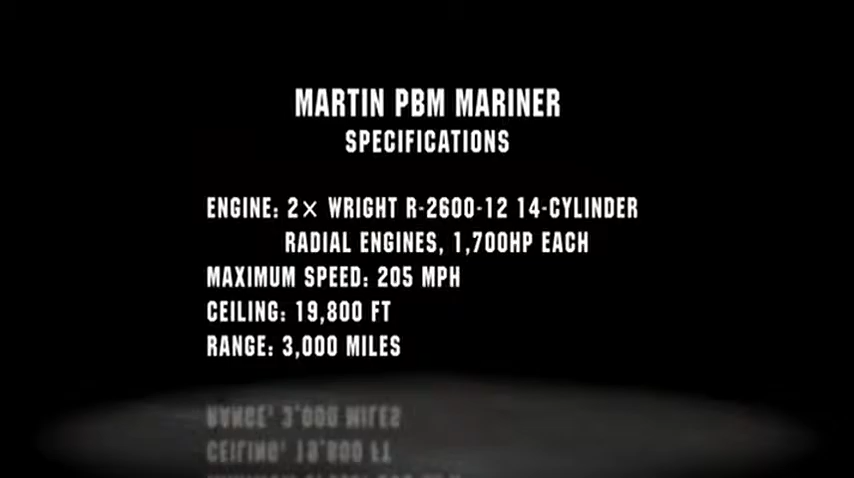 MARTIN PBM MARINER
SPECIFICATIONS
ENGINE: 2× WRIGHT R-2600-12 14-CYLINDER
RADIAL ENGINES, 1,700HP EACH
MAXIMUM SPEED: 205 MPH
CEILING: 19,800 FT
RANGE: 3,000 MILES